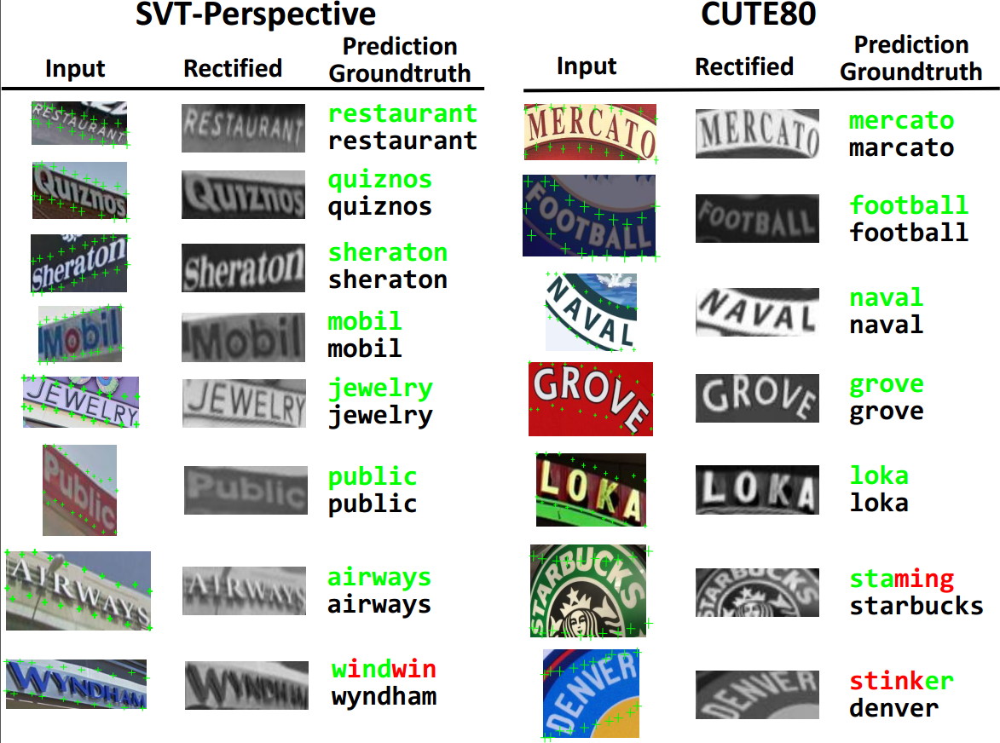 SVT-Perspective
Input Rectified Prediction
Groundtruth
RESTAURANT RESTAURANT restaurant
restaurant
QUIZNOS QUIZNOS quiznos
quiznos
Sheraton Sheraton sheraton
sheraton
Mobil Mobil mobil
mobil
JEWELRY JEWELRY jewelry
jewelry
Public Public public
public
AIRWAYS AIRWAYS airways
airways
WYNDHAM WYNDHAM windwin
wyndham
CUTE80
Input Rectified Prediction
Groundtruth
MERCATO MERCATO mercato
marcato
FOOTBALL FOOTBALL football
football
NAVAL NAVAL naval
naval
GROVE GROVE grove
grove
LOKA LOKA loka
loka
STARBUCKS STARBUCKS staming
starbucks
DENVER DENVER stinker
denver